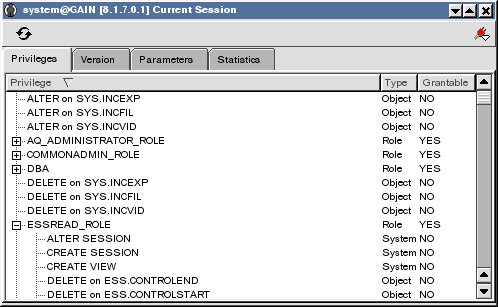 system@GAIN [8.1.7.0.1] Current Session
Privileges Version Parameters Statistics
Privilege Type Grantable
ALTER on SYS.INCEXP Object NO
ALTER on SYS.INCFIL Object NO
ALTER on SYS.INCVID Object NO
AQ_ADMINISTRATOR_ROLE Role YES
COMMONADMIN_ROLE Role YES
DBA Role YES
DELETE on SYS.INCEXP Object NO
DELETE on SYS.INCFIL Object NO
DELETE on SYS.INCVID Object NO
ESSREAD_ROLE Role YES
ALTER SESSION System NO
CREATE SESSION System NO
CREATE VIEW System NO
DELETE on ESS.CONTROLEND Object NO
DELETE on ESS.CONTROLSTART Object NO